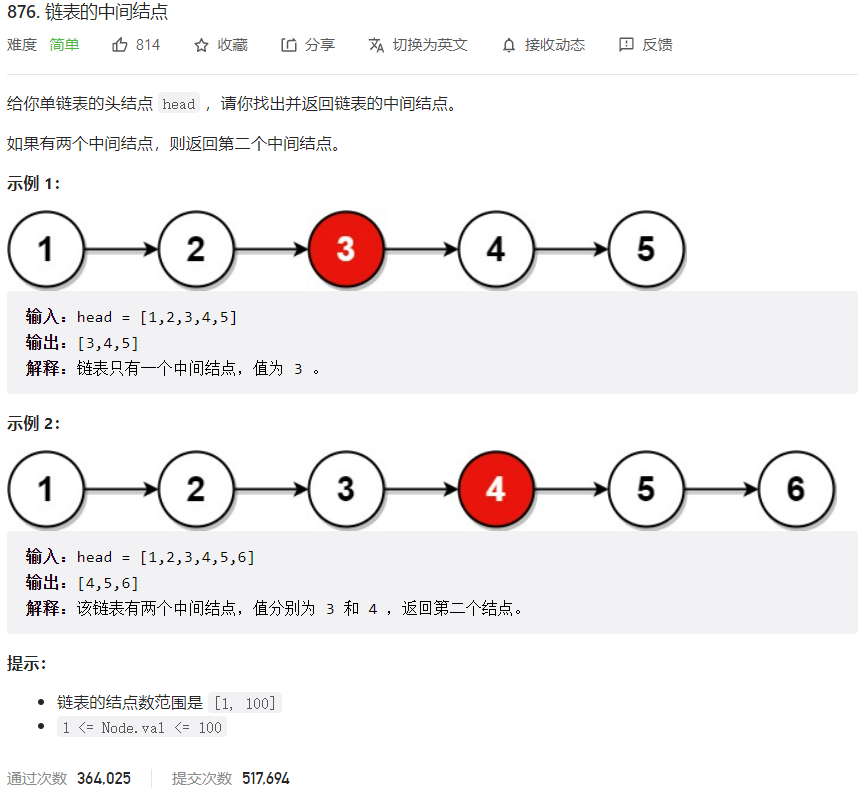 876. 链表的中间结点
难度 简单 814 收藏 分享 切换为英文 接收动态 反馈
给你单链表的头结点 head ，请你找出并返回链表的中间结点。
如果有两个中间结点，则返回第二个中间结点。
示例 1：
1 2 3 4 5
输入：head = [1,2,3,4,5]
输出：[3,4,5]
解释：链表只有一个中间结点，值为 3 。
示例 2：
1 2 3 4 5 6
输入：head = [1,2,3,4,5,6]
输出：[4,5,6]
解释：该链表有两个中间结点，值分别为 3 和 4 ，返回第二个结点。
提示：
• 链表的结点数范围是 [1, 100]
• 1 <= Node.val <= 100
通过次数 364,025 提交次数 517,694